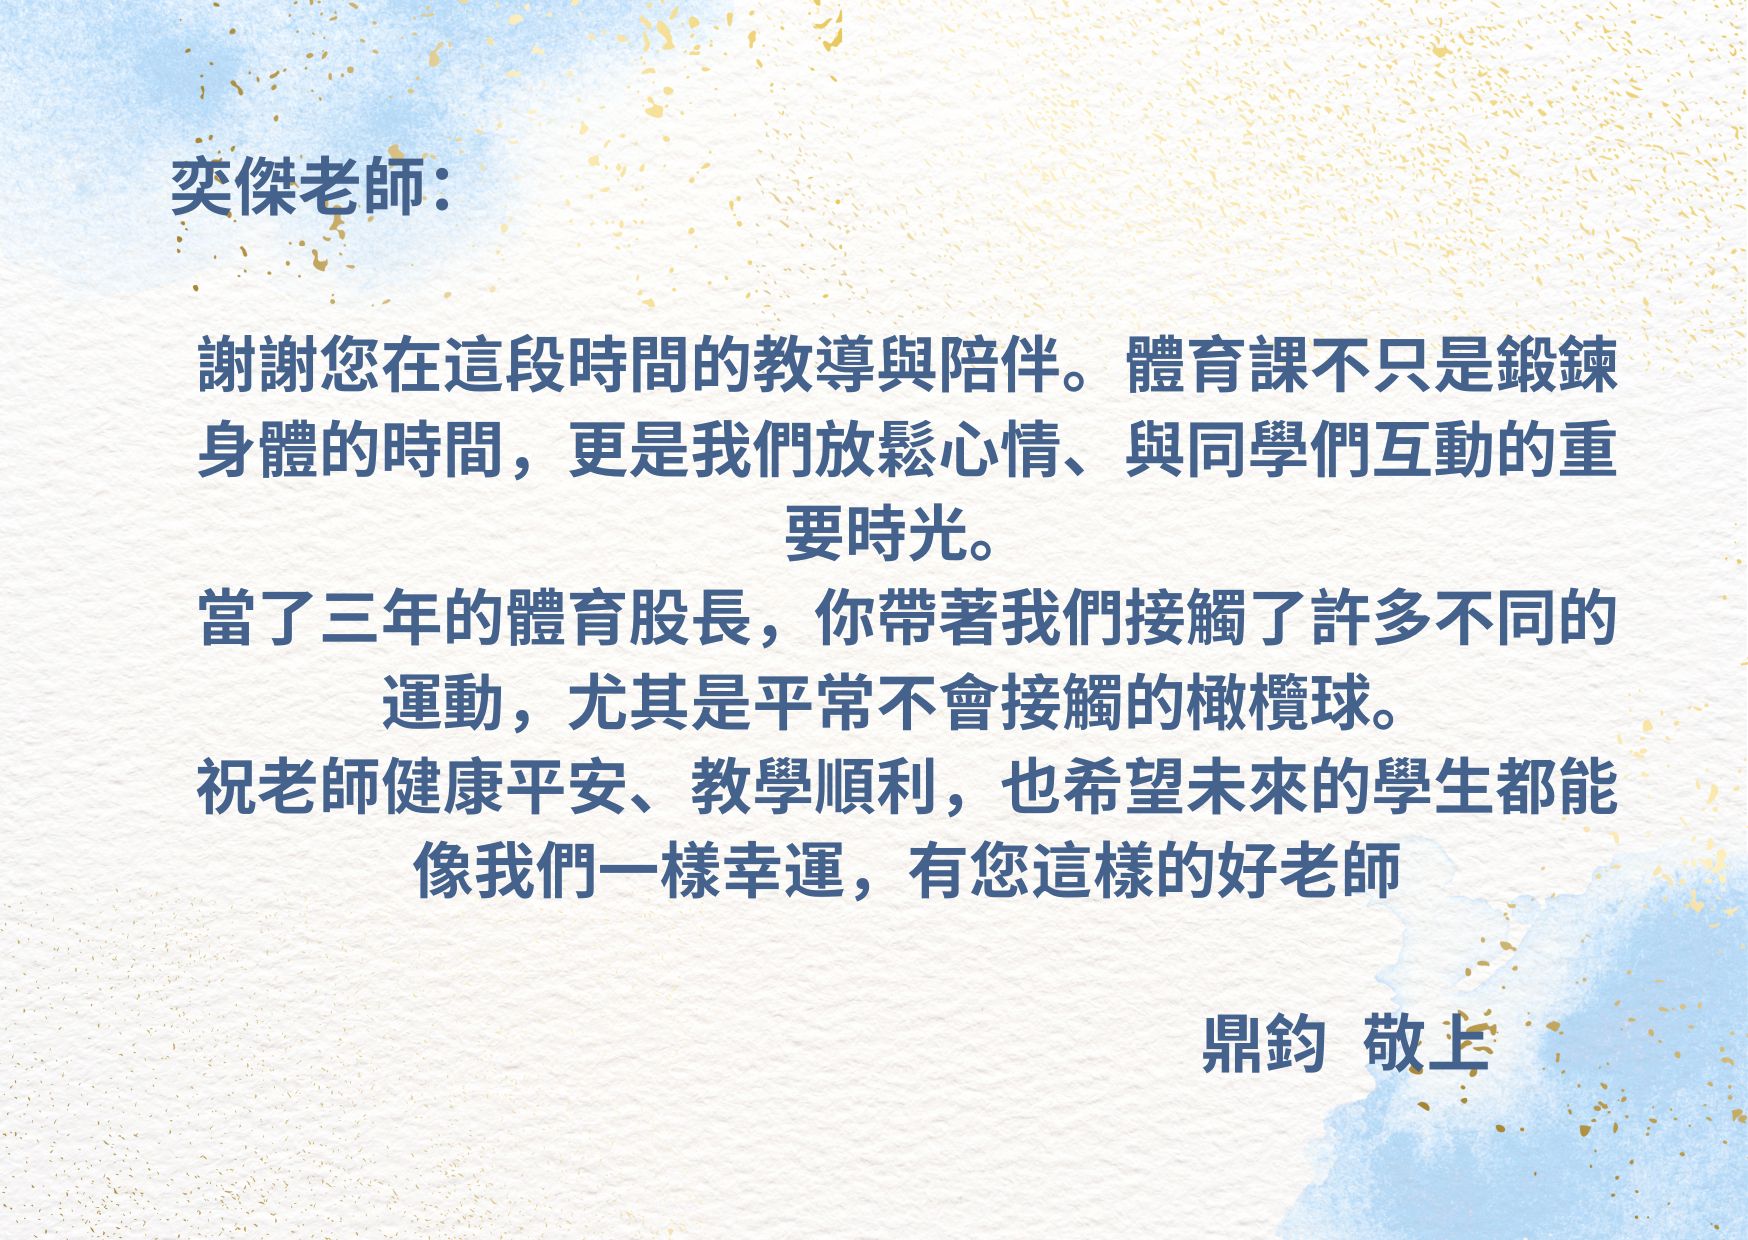 奕傑老師：
謝謝您在這段時間的教導與陪伴。體育課不只是鍛鍊
身體的時間，更是我們放鬆心情、與同學們互動的重
要時光。
當了三年的體育股長，你帶著我們接觸了許多不同的
運動，尤其是平常不會接觸的橄欖球。
祝老師健康平安、教學順利，也希望未來的學生都能
像我們一樣幸運，有您這樣的好老師
鼎鈞 敬上